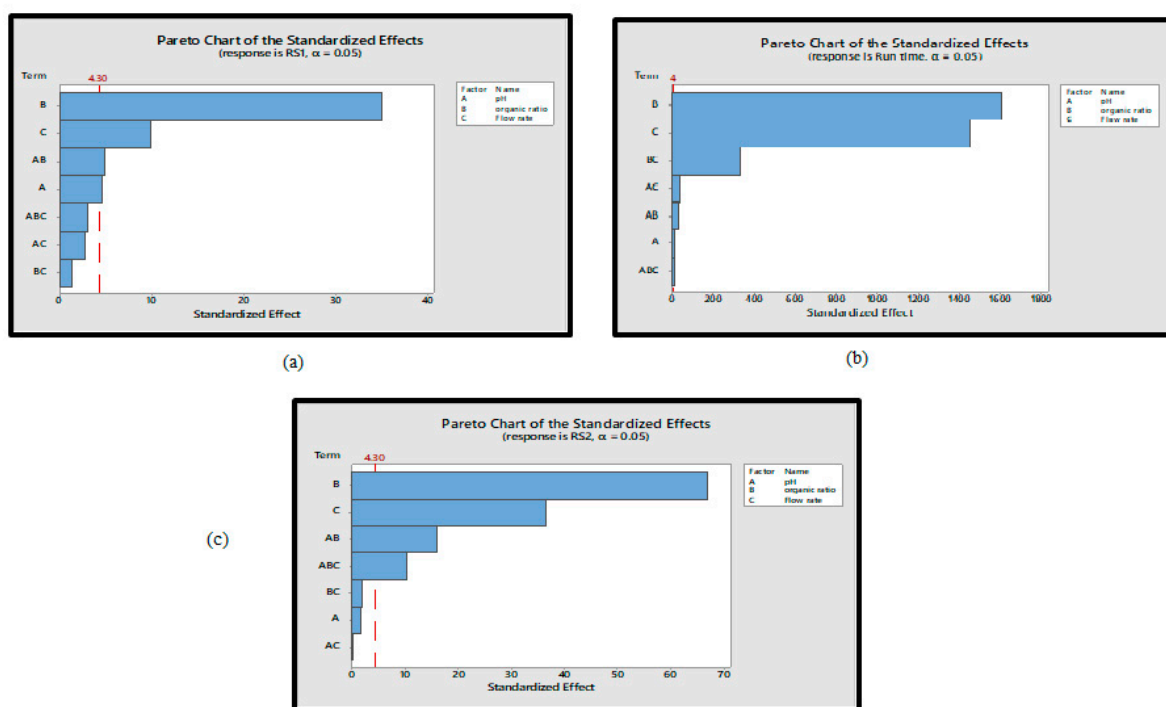 Pareto Chart of the Standardized Effects
(response is RS1, α = 0.05)
Term
4.30
Factor Name
A pH
B organic ratio
C Flow rate
B
C
AB
A
ABC
AC
BC
0 10 20 30 40
Standardized Effect
(a)
Pareto Chart of the Standardized Effects
(response is Run time, α = 0.05)
Term
4
Factor Name
A pH
B organic ratio
C Flow rate
B
C
BC
AC
AB
A
ABC
0 200 400 600 800 1000 1200 1400 1600 1800
Standardized Effect
(b)
Pareto Chart of the Standardized Effects
(response is RS2, α = 0.05)
Term
4.30
Factor Name
A pH
B organic ratio
C flow rate
B
C
AB
ABC
BC
A
AC
0 10 20 30 40 50 60 70
Standardized Effect
(c)